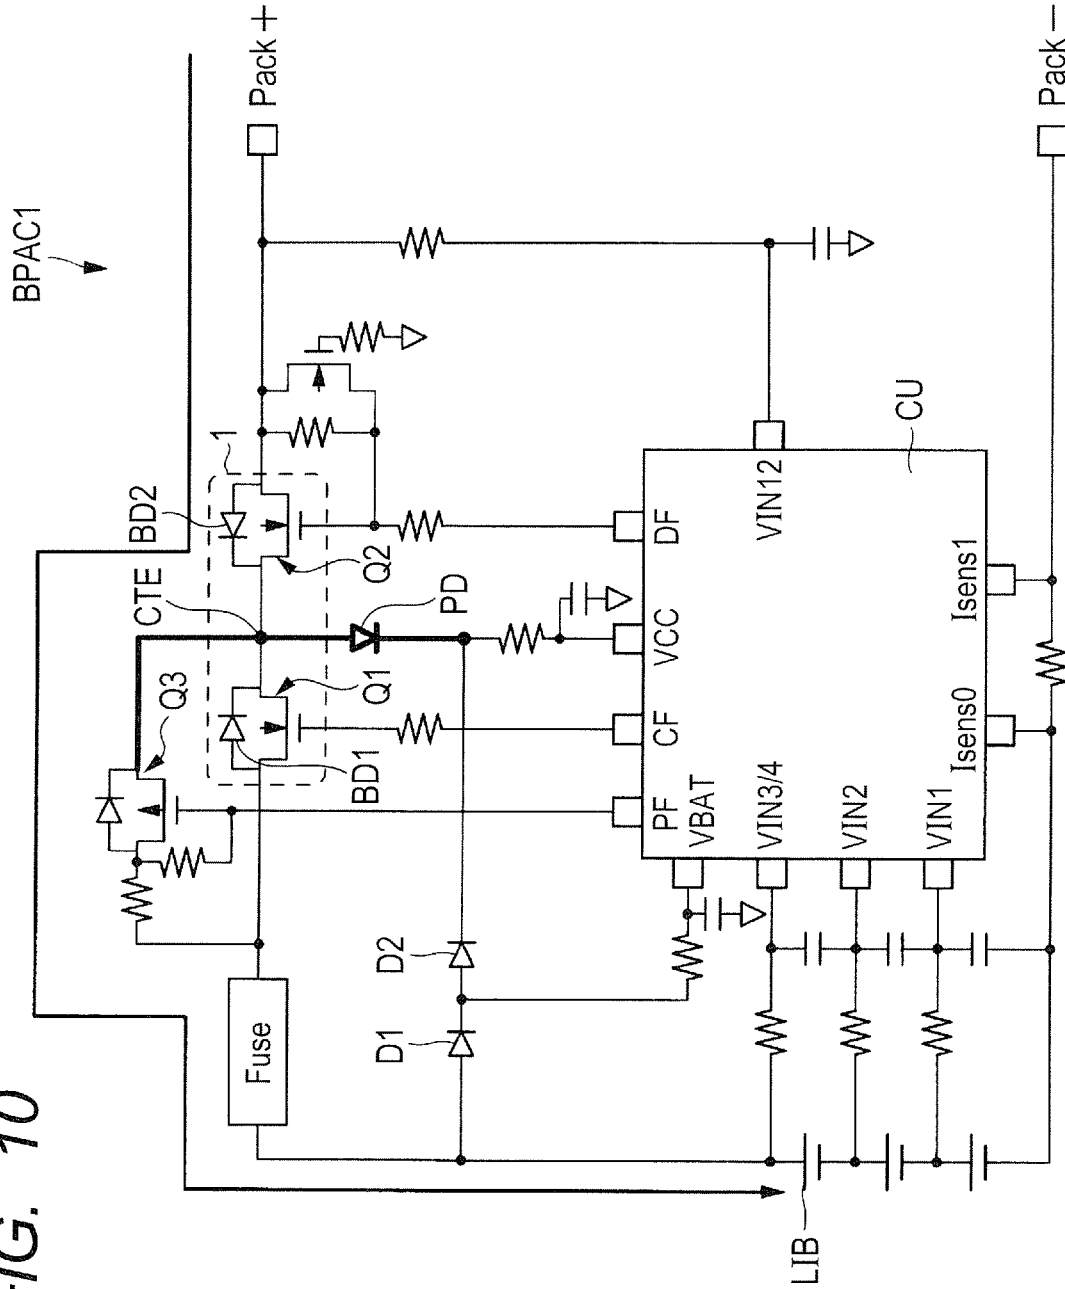 FIG. 10
BPAC1
Pack+
Pack−
1
BD2
CTE
Q2
PD
Q3
Q1
BD1
Fuse
D2
D1
CU
DF
VCC
CF
PF
VBAT
VIN12
VIN3/4
VIN2
VIN1
Isens1
Isens0
LIB